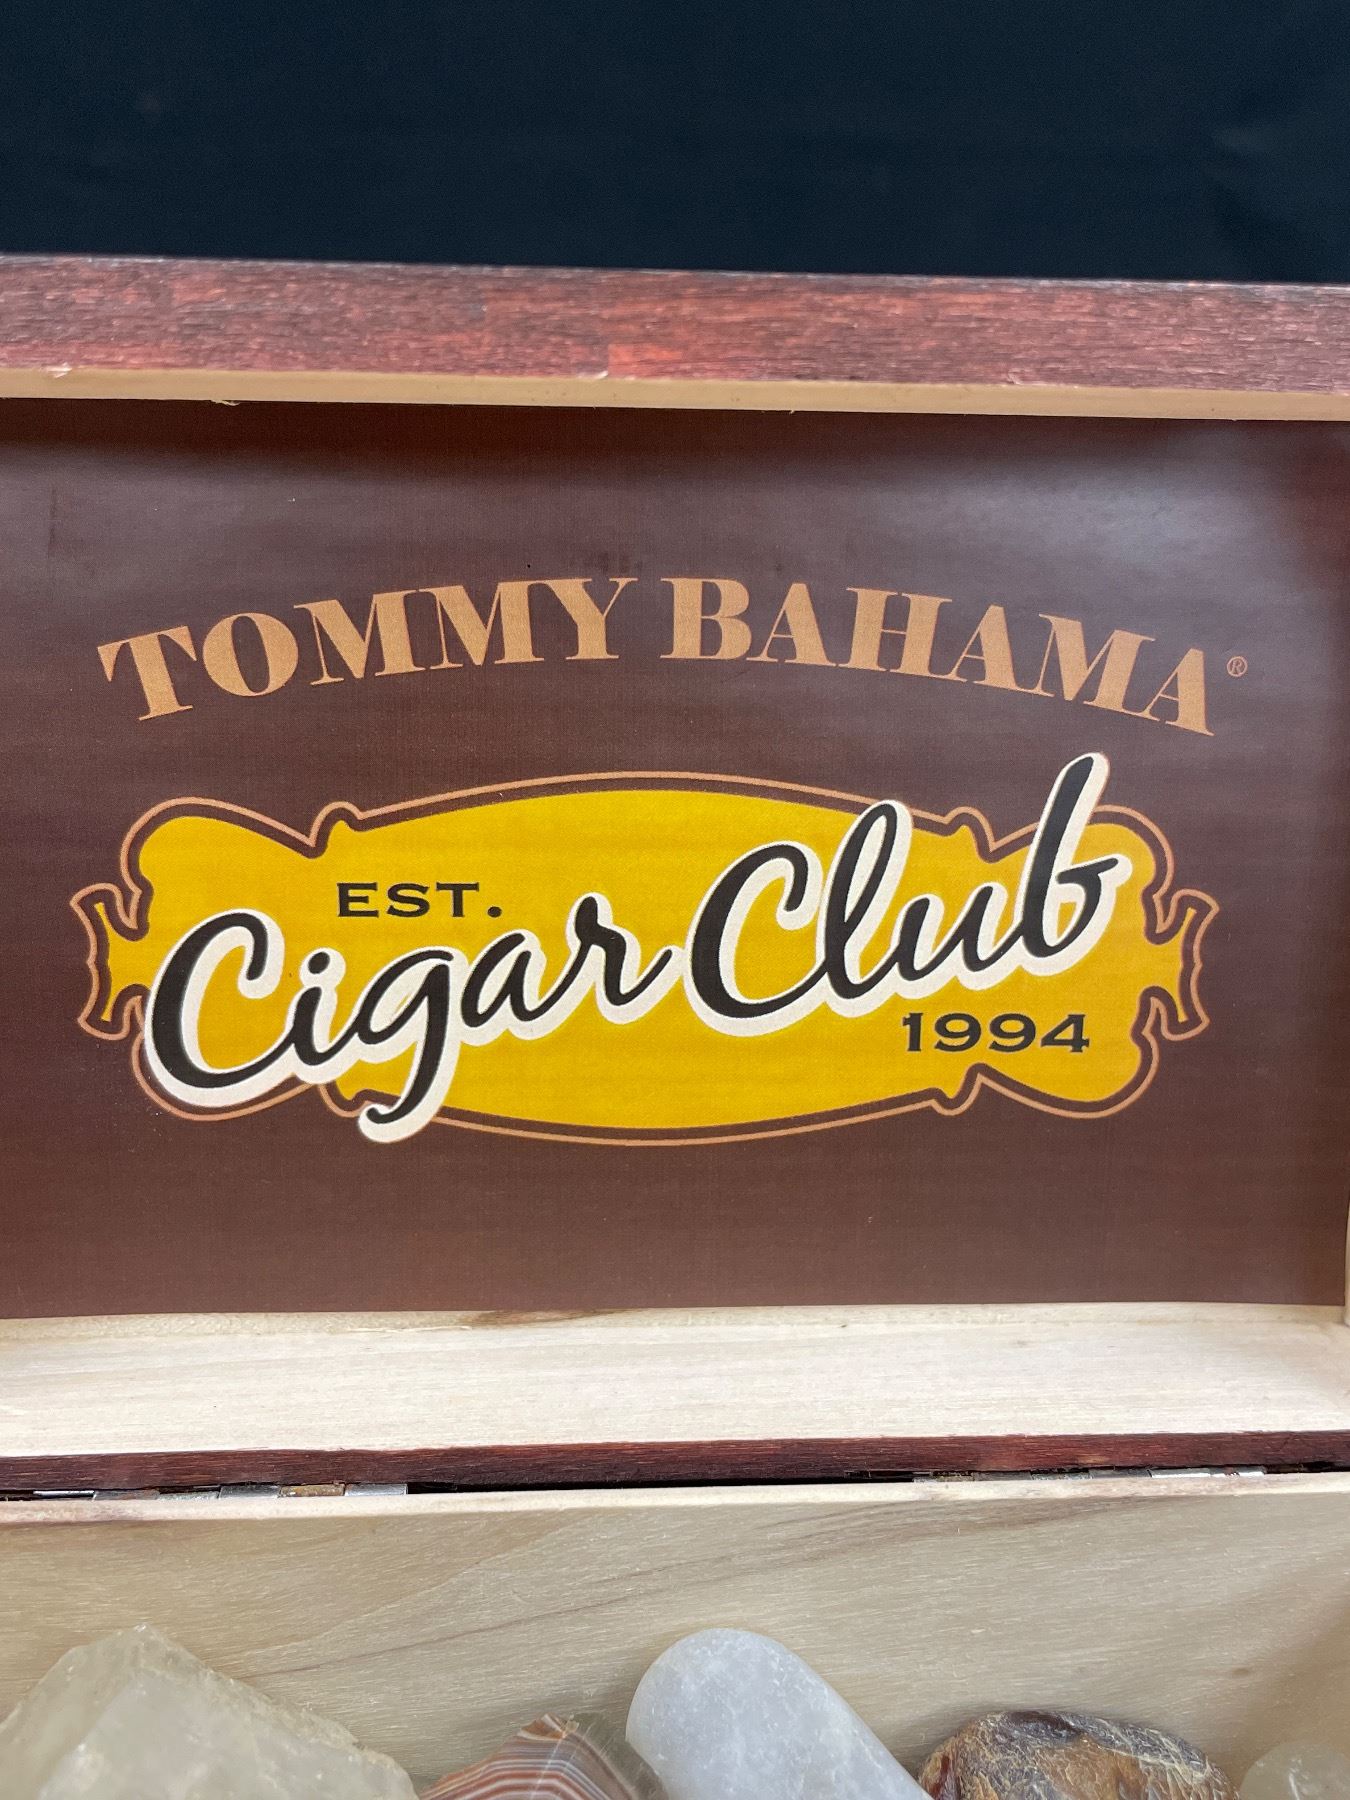 TOMMY BAHAMA®
EST.
Cigar Club
1994